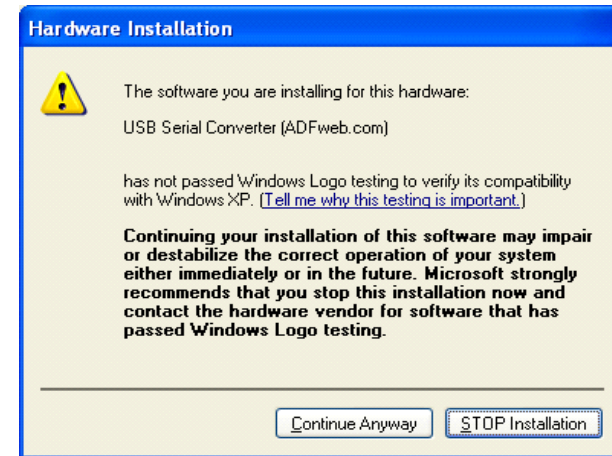 Hardware Installation
The software you are installing for this hardware:
USB Serial Converter (ADFweb.com)
has not passed Windows Logo testing to verify its compatibility
with Windows XP. (Tell me why this testing is important.)
Continuing your installation of this software may impair
or destabilize the correct operation of your system
either immediately or in the future. Microsoft strongly
recommends that you stop this installation now and
contact the hardware vendor for software that has
passed Windows Logo testing.
Continue Anyway
STOP Installation